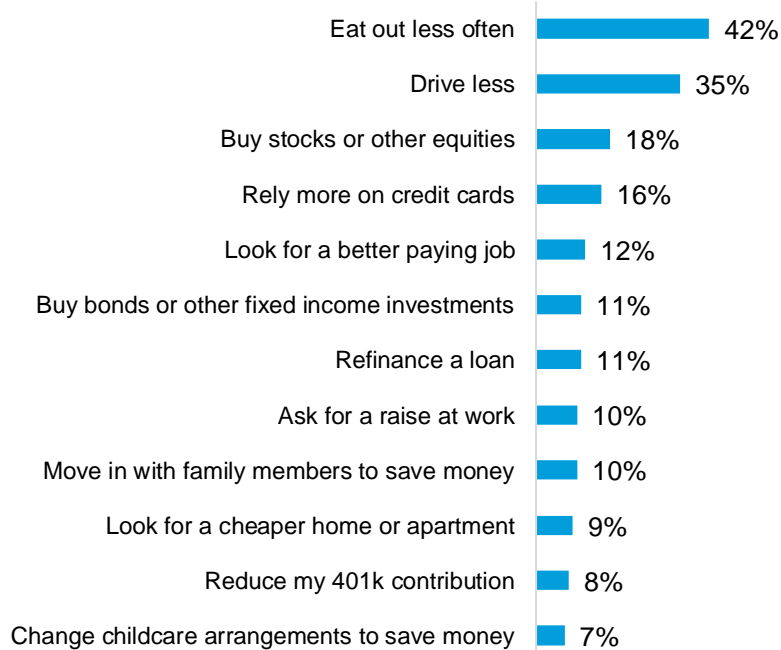 Eat out less often 42%
Drive less 35%
Buy stocks or other equities 18%
Rely more on credit cards 16%
Look for a better paying job 12%
Buy bonds or other fixed income investments 11%
Refinance a loan 11%
Ask for a raise at work 10%
Move in with family members to save money 10%
Look for a cheaper home or apartment 9%
Reduce my 401k contribution 8%
Change childcare arrangements to save money 7%